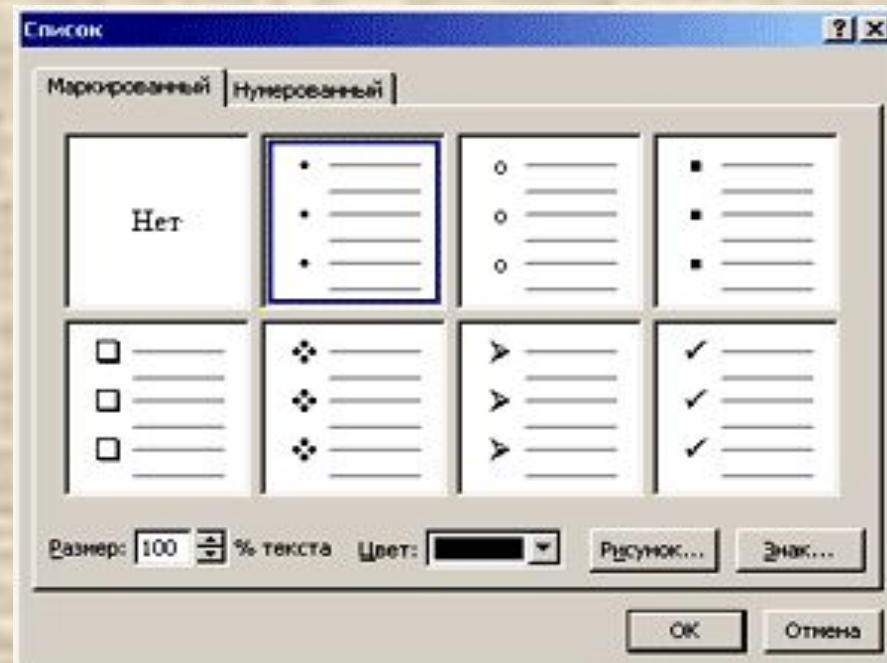 Список
Маркированный Нумерованный
Нет
Размер: 100 % текста Цвет: Рисунок... Знак...
ОК Отмена